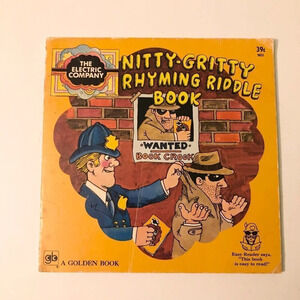 THE
ELECTRIC
COMPANY
NITTY-GRITTY
RHYMING RIDDLE
BOOK
39¢
WANTED
BOOK CROOK
Easy Reader says,
"This book
is easy to read!"
A GOLDEN BOOK